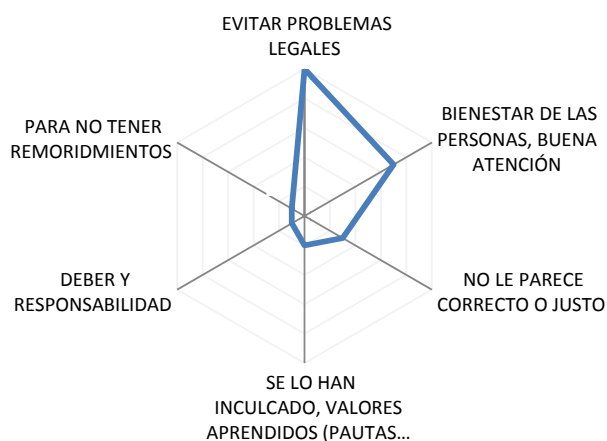 EVITAR PROBLEMAS
LEGALES
BIENESTAR DE LAS
PERSONAS, BUENA
ATENCIÓN
NO LE PARECE
CORRECTO O JUSTO
SE LO HAN
INCULCADO, VALORES
APRENDIDOS (PAUTAS…
DEBER Y
RESPONSABILIDAD
PARA NO TENER
REMORIDMIENTOS